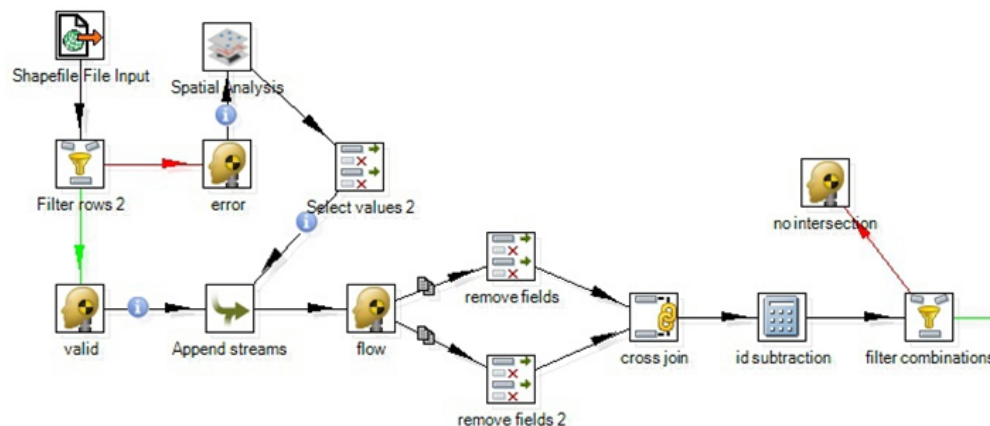 Shapefile File Input
Spatial Analysis
Filter rows 2
error
Select values 2
no intersection
remove fields
valid
Append streams
flow
cross join
id subtraction
filter combinations
remove fields 2